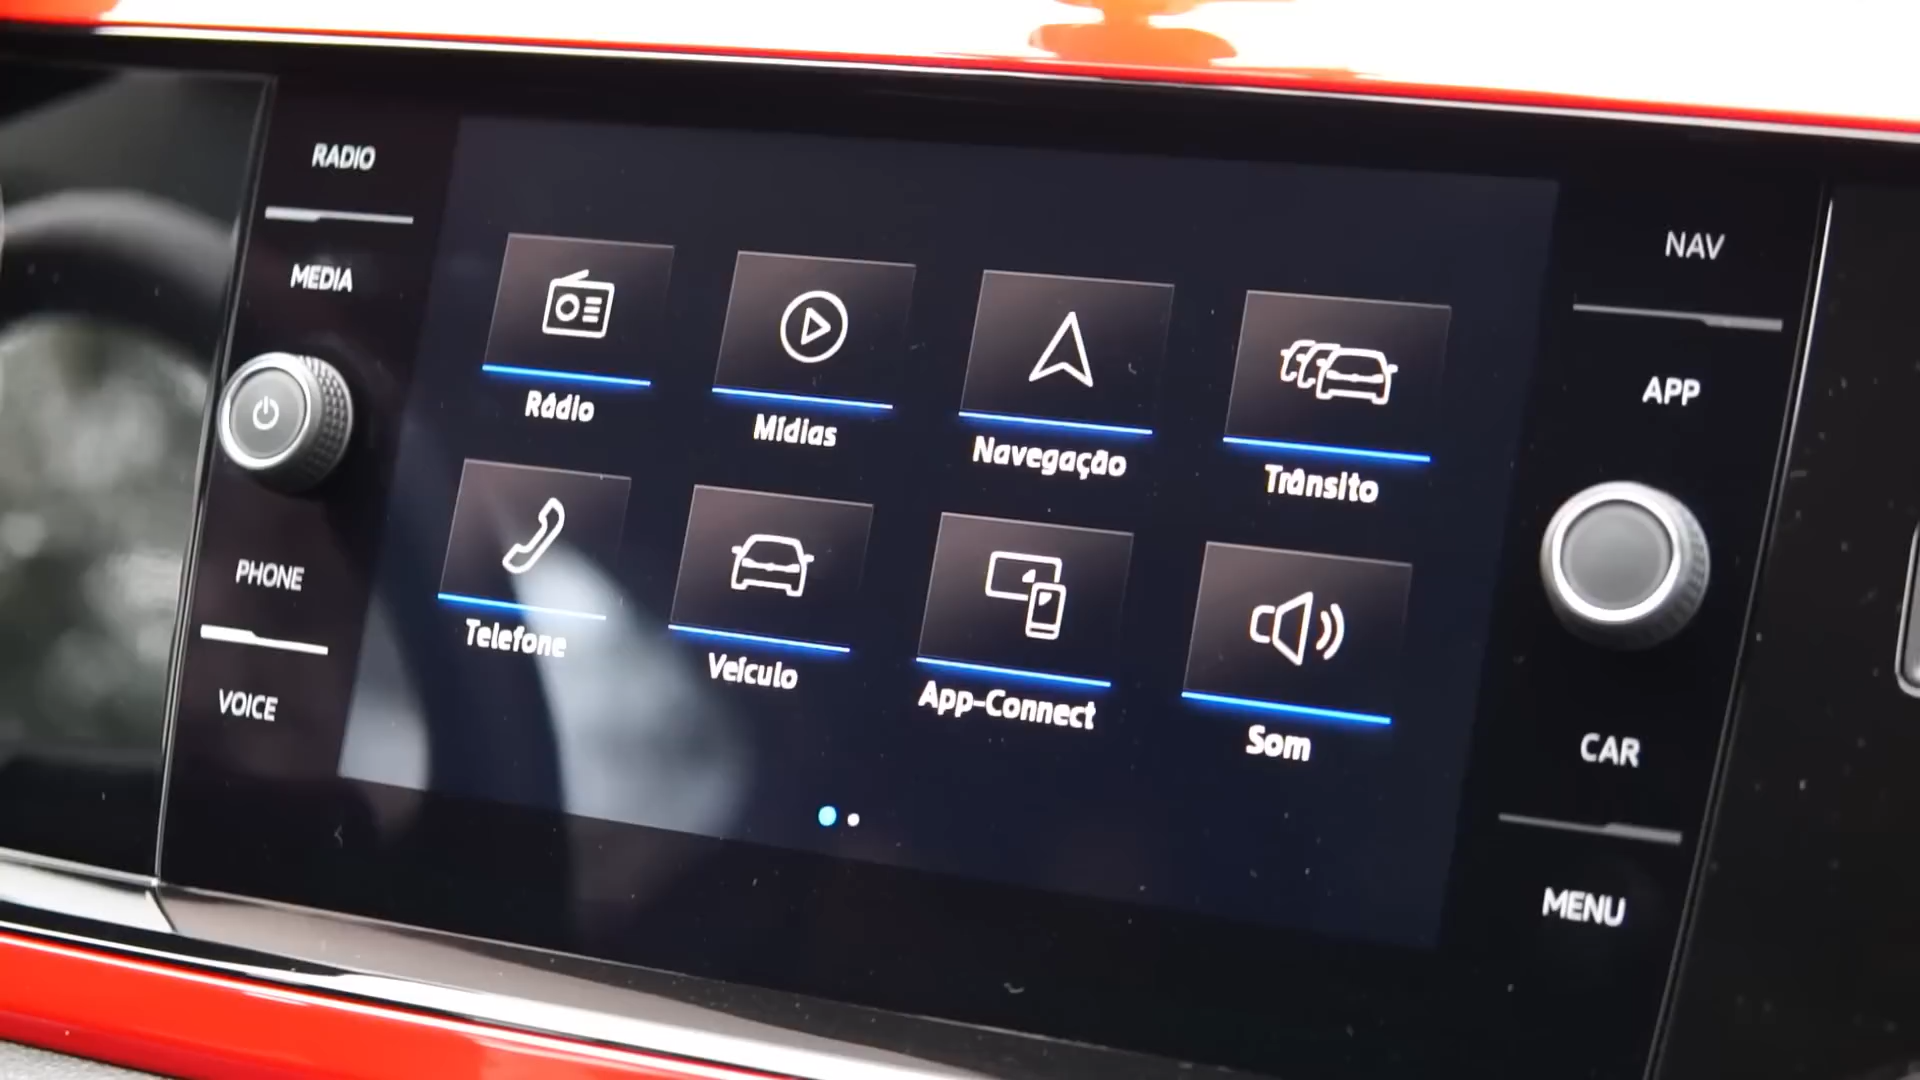 RADIO
MEDIA
PHONE
VOICE
Rádio
Mídias
Navegação
Trânsito
Telefone
Veículo
App-Connect
Som
NAV
APP
CAR
MENU